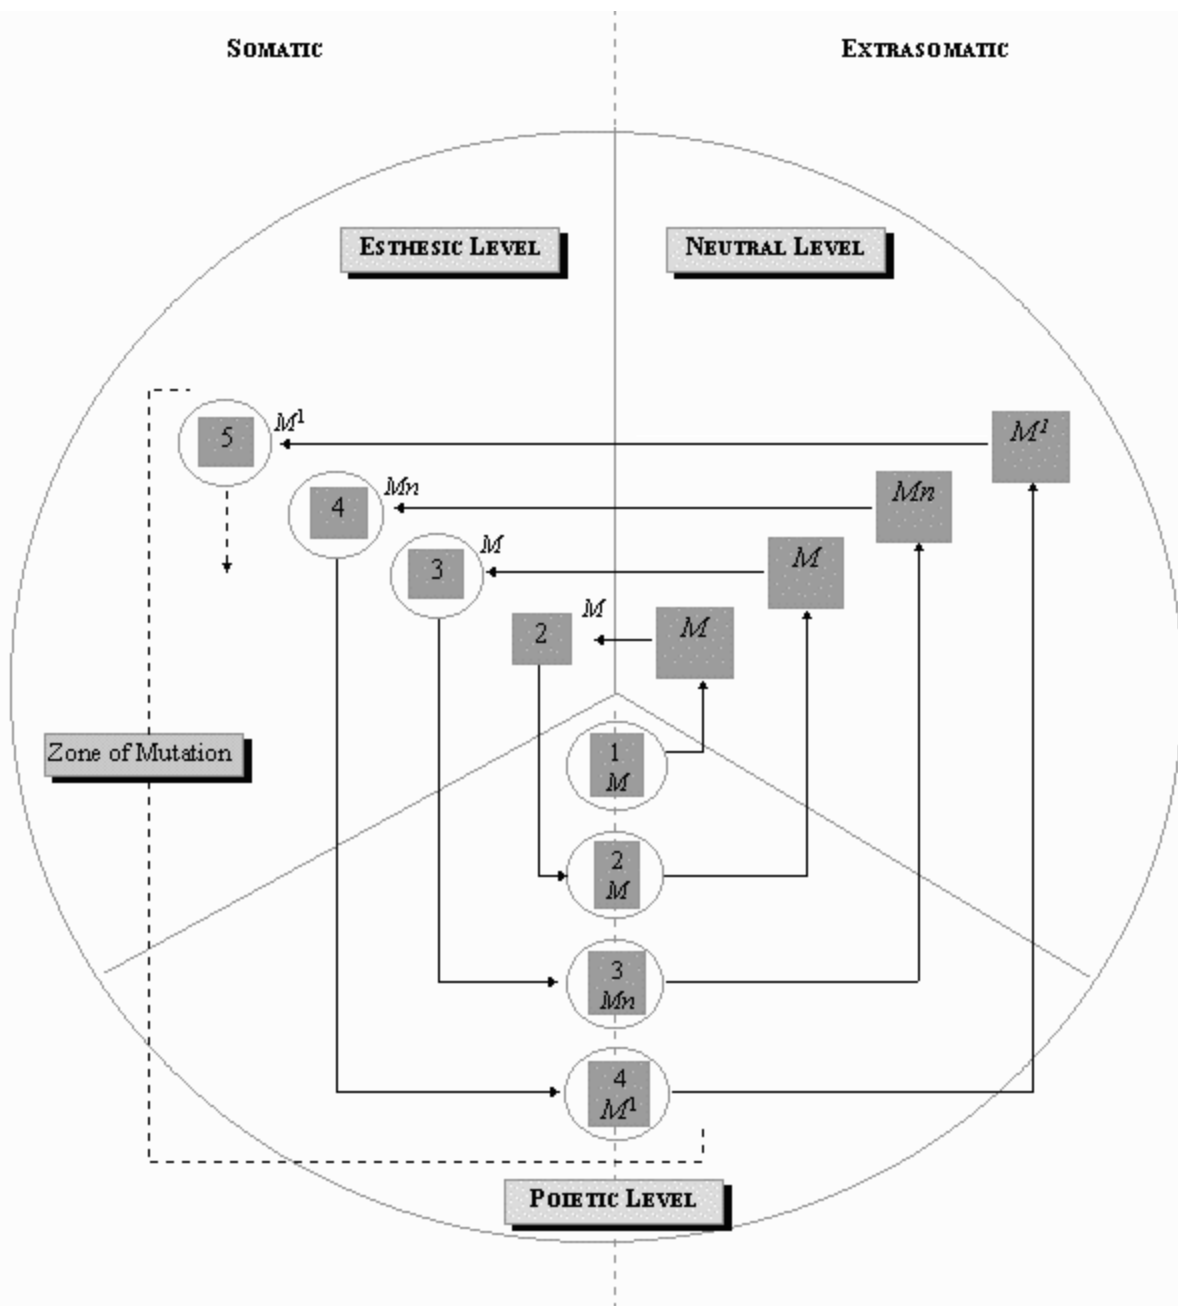 SOMATIC
EXTRASOMATIC
ESTHESIC LEVEL
NEUTRAL LEVEL
5
M¹
M¹
4
Mn
Mn
3
M
M
2
M
M
Zone of Mutation
1
M
2
M
3
Mn
4
M¹
POIETIC LEVEL